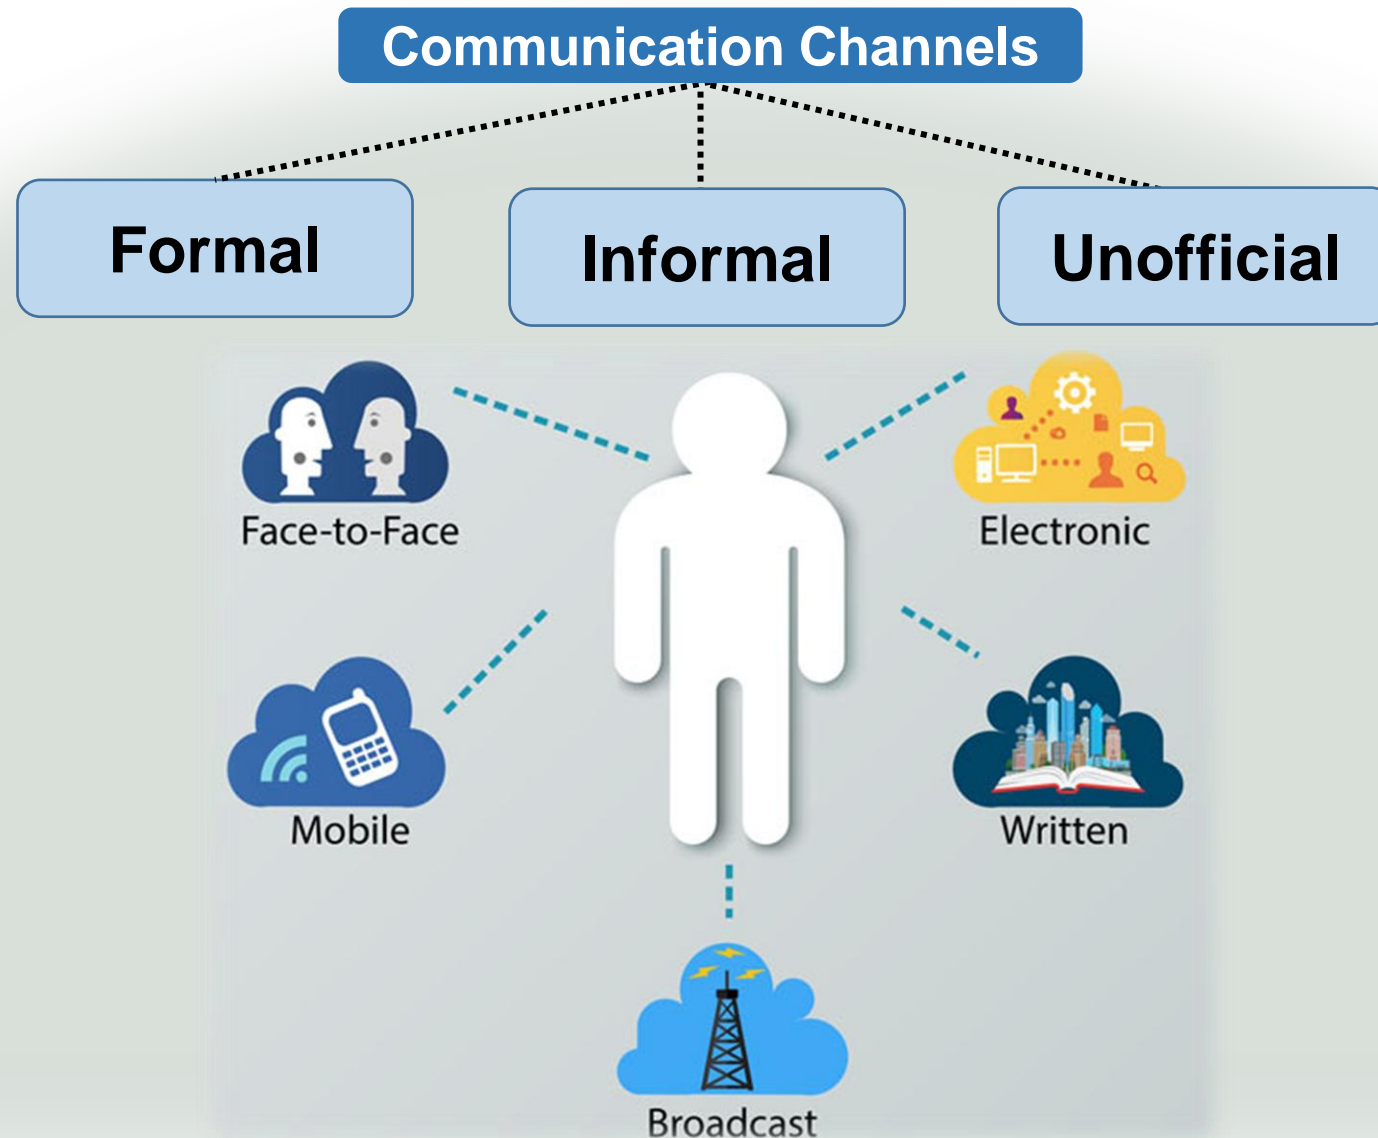 Communication Channels
Formal
Informal
Unofficial
Face-to-Face
Electronic
Mobile
Written
Broadcast